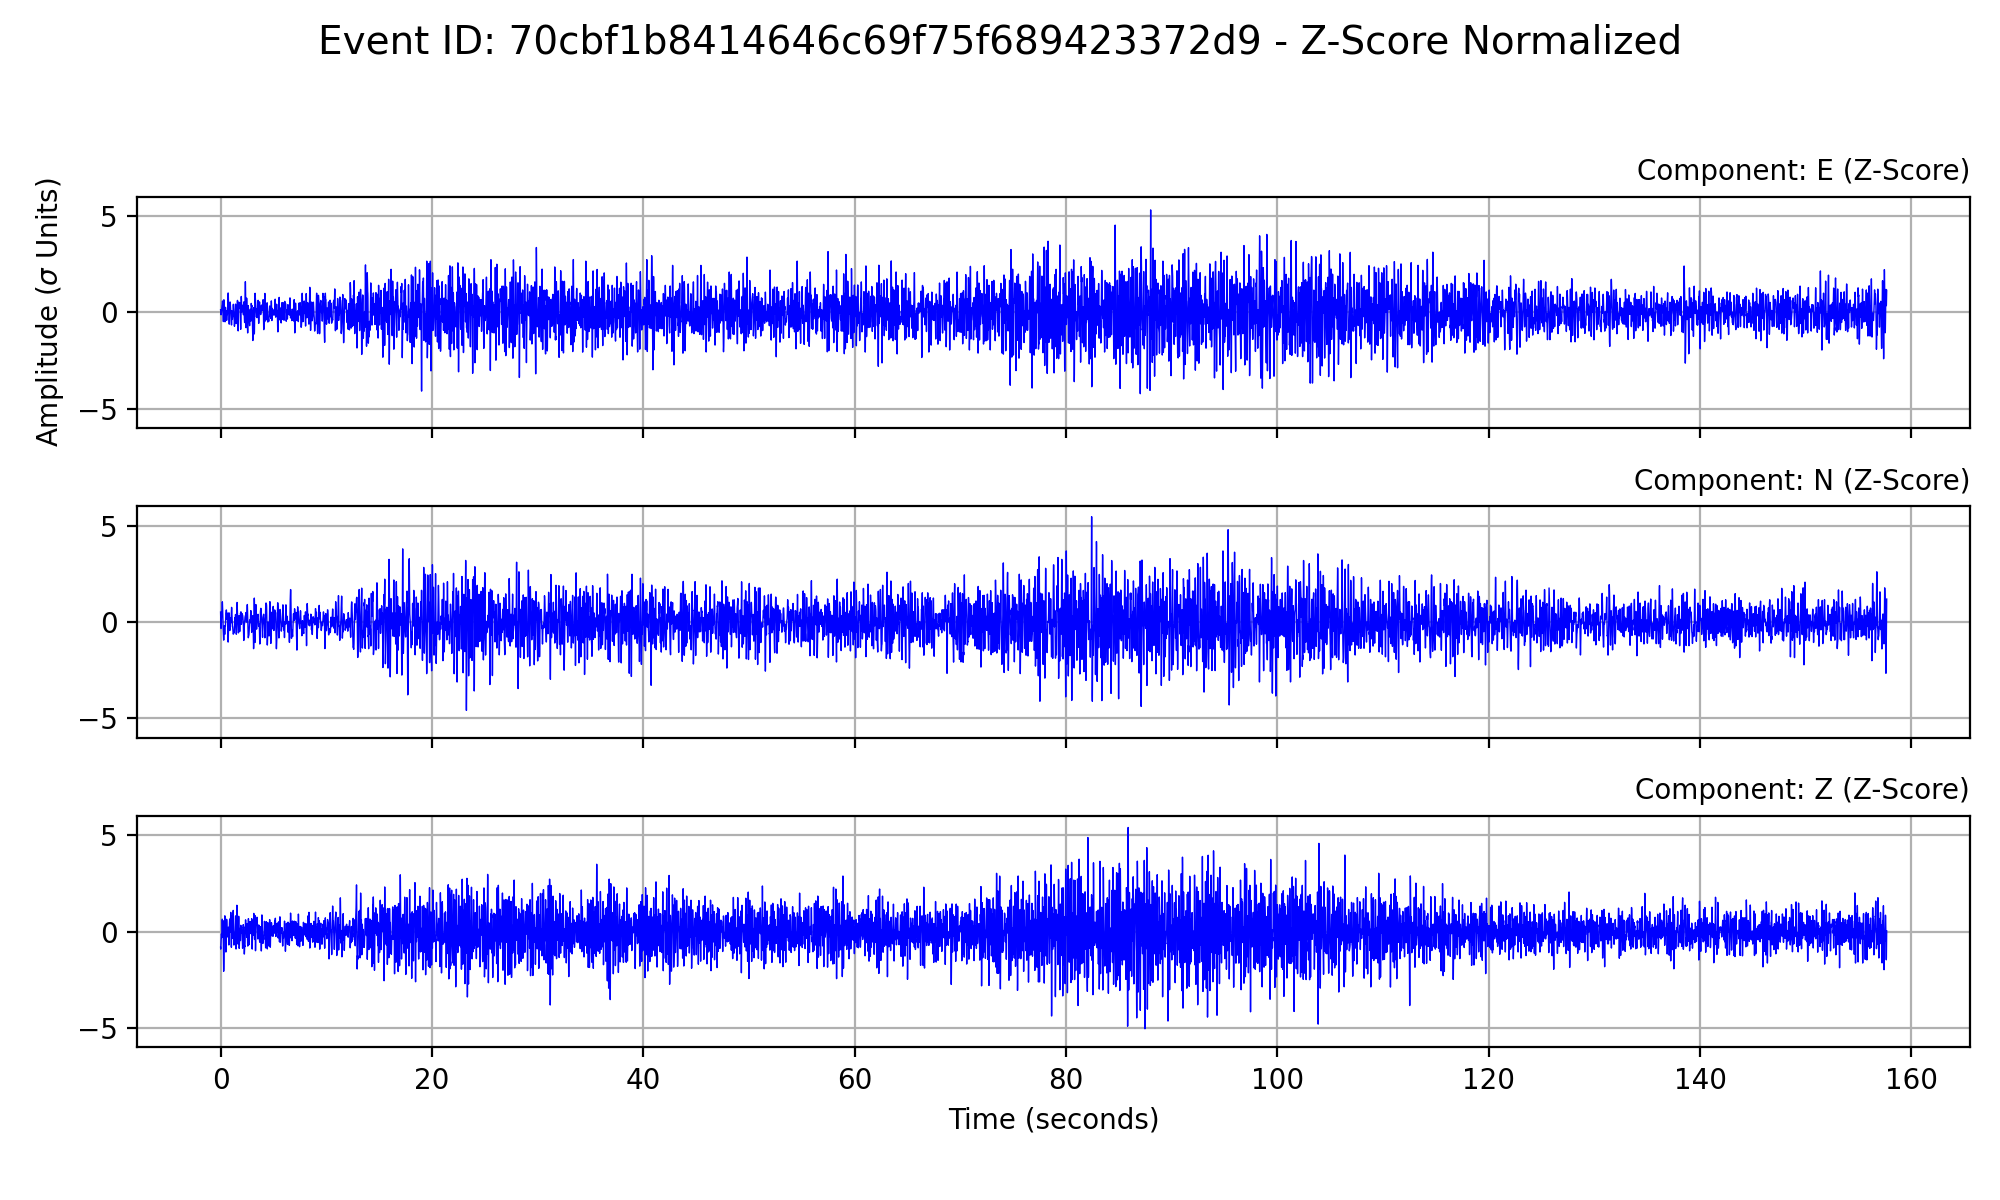 Event ID: 70cbf1b8414646c69f75f689423372d9 - Z-Score Normalized
Component: E (Z-Score)
Amplitude (σ Units)
5
0
−5
Component: N (Z-Score)
5
0
−5
Component: Z (Z-Score)
5
0
−5
0 20 40 60 80 100 120 140 160
Time (seconds)